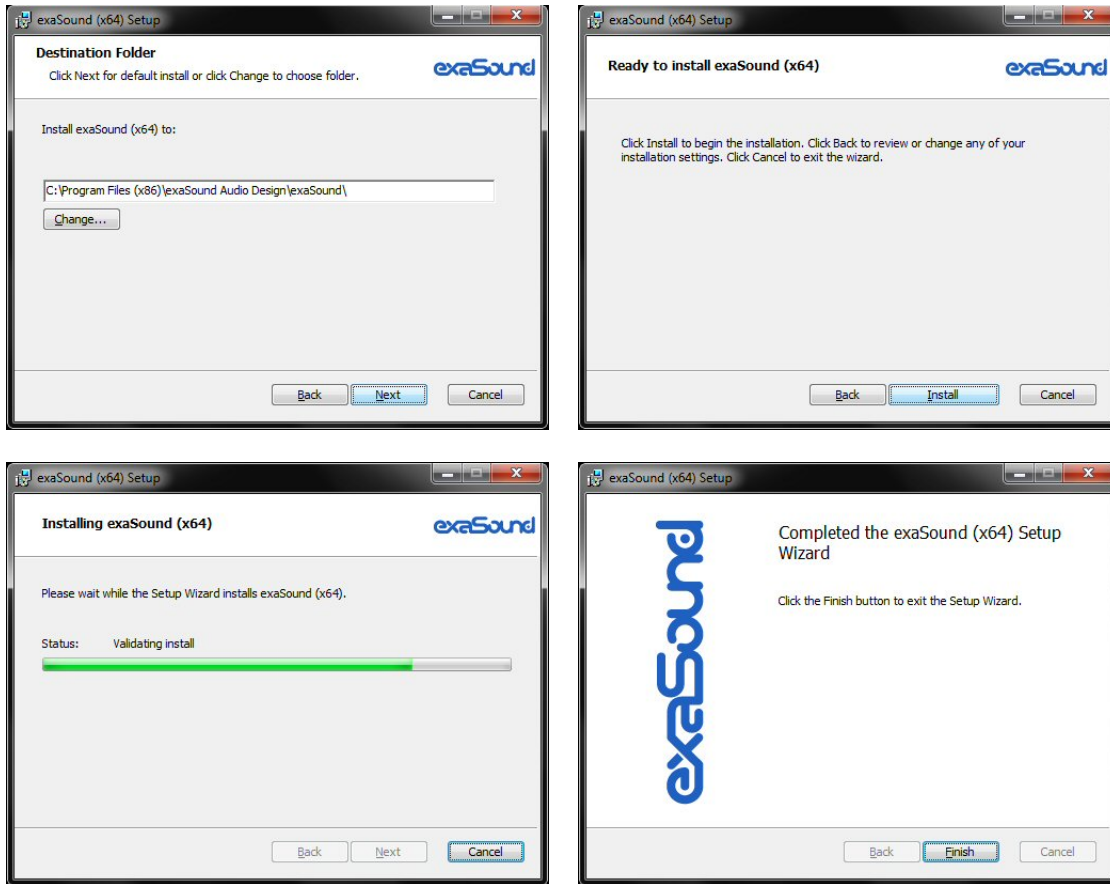 exaSound (x64) Setup
Destination Folder
Click Next for default install or click Change to choose folder.
exaSound
Install exaSound (x64) to:
C:\Program Files (x86)\exaSound Audio Design\exaSound\
Change...
Back
Next
Cancel
exaSound (x64) Setup
Ready to install exaSound (x64)
exaSound
Click Install to begin the installation. Click Back to review or change any of your
installation settings. Click Cancel to exit the wizard.
Back
Install
Cancel
exaSound (x64) Setup
Installing exaSound (x64)
exaSound
Please wait while the Setup Wizard installs exaSound (x64).
Status: Validating install
Back
Next
Cancel
exaSound (x64) Setup
exaSound
Completed the exaSound (x64) Setup
Wizard
Click the Finish button to exit the Setup Wizard.
Back
Finish
Cancel